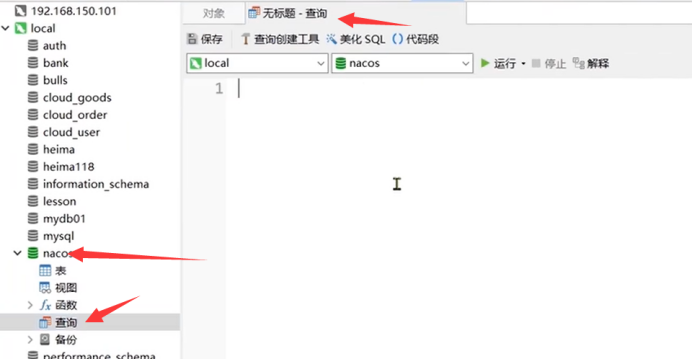 192.168.150.101
local
auth
bank
bulls
cloud_goods
cloud_order
cloud_user
heima
heima118
information_schema
lesson
mydb01
mysql
nacos
表
视图
fx 函数
查询
备份
performance_schema
对象 无标题 - 查询
保存 查询创建工具 美化 SQL () 代码段
local nacos 运行 停止 解释
1